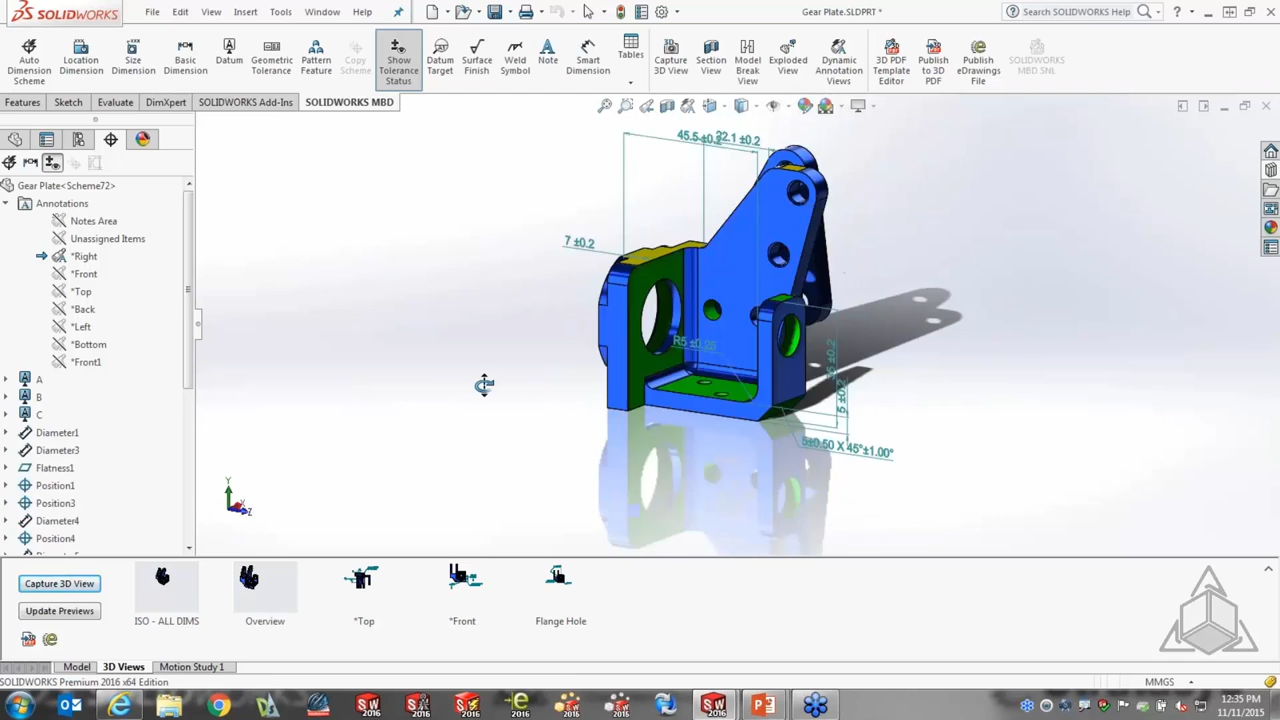 SOLIDWORKS
File Edit View Insert Tools Window Help
Gear Plate.SLDPRT *
Search SOLIDWORKS Help
Auto Dimension Scheme
Location Dimension
Size Dimension
Basic Dimension
Datum
Geometric Tolerance
Pattern Feature
Copy Scheme
Show Tolerance Status
Datum Target
Surface Finish
Weld Symbol
Note
Smart Dimension
Tables
Capture 3D View
Section View
Model Break View
Exploded View
Dynamic Annotation Views
3D PDF Template Editor
Publish to 3D PDF
Publish eDrawings File
SOLIDWORKS MBD SNL
Features Sketch Evaluate DimXpert SOLIDWORKS Add-Ins SOLIDWORKS MBD
Gear Plate<Scheme72>
Annotations
Notes Area
Unassigned Items
*Right
*Front
*Top
*Back
*Left
*Bottom
*Front1
A
B
C
Diameter1
Diameter3
Flatness1
Position1
Position3
Diameter4
Position4
45.5 ±0.2
22.1 ±0.2
7 ±0.2
5 ±0.2
5±0.50 X 45°±1.00°
Y
X
Z
Capture 3D View
Update Previews
ISO - ALL DIMS
Overview
*Top
*Front
Flange Hole
Model 3D Views Motion Study 1
SOLIDWORKS Premium 2016 x64 Edition
MMGS
12:35 PM
11/11/2015